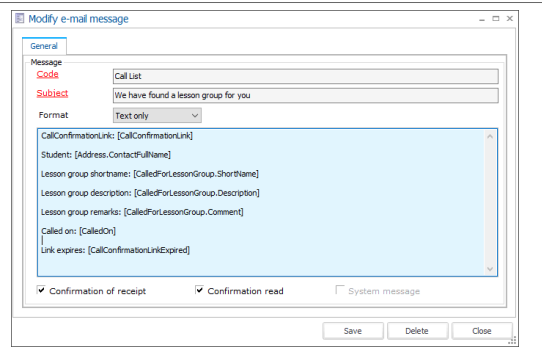 Modify e-mail message
General
Message
Code
Call List
Subject
We have found a lesson group for you
Format
Text only
CallConfirmationLink: [CallConfirmationLink]
Student: [Address.ContactFullName]
Lesson group shortname: [CalledForLessonGroup.ShortName]
Lesson group description: [CalledForLessonGroup.Description]
Lesson group remarks: [CalledForLessonGroup.Comment]
Called on: [CalledOn]
Link expires: [CallConfirmationLinkExpired]
Confirmation of receipt
Confirmation read
System message
Save
Delete
Close